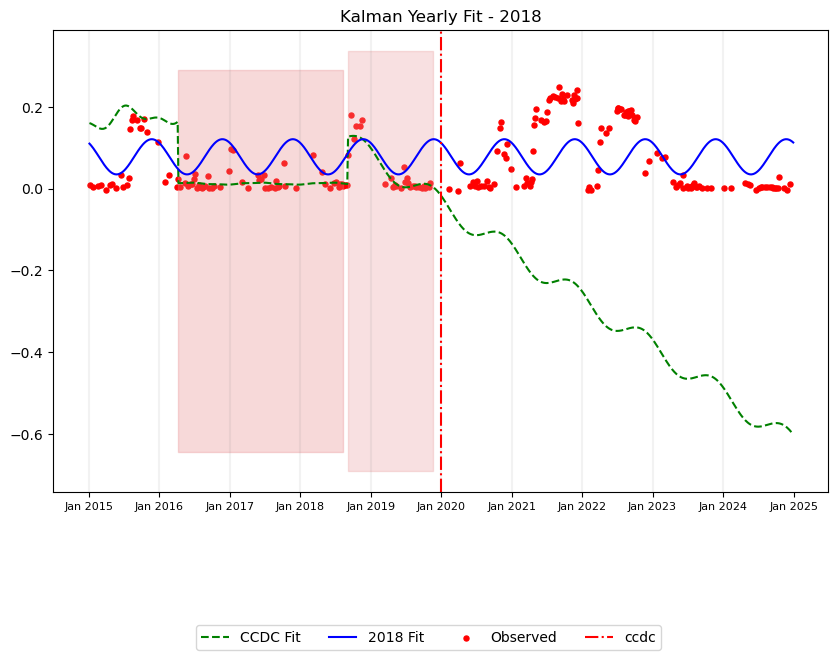 Kalman Yearly Fit - 2018
0.2
0.0
−0.2
−0.4
−0.6
Jan 2015 Jan 2016 Jan 2017 Jan 2018 Jan 2019 Jan 2020 Jan 2021 Jan 2022 Jan 2023 Jan 2024 Jan 2025
CCDC Fit 2018 Fit Observed ccdc